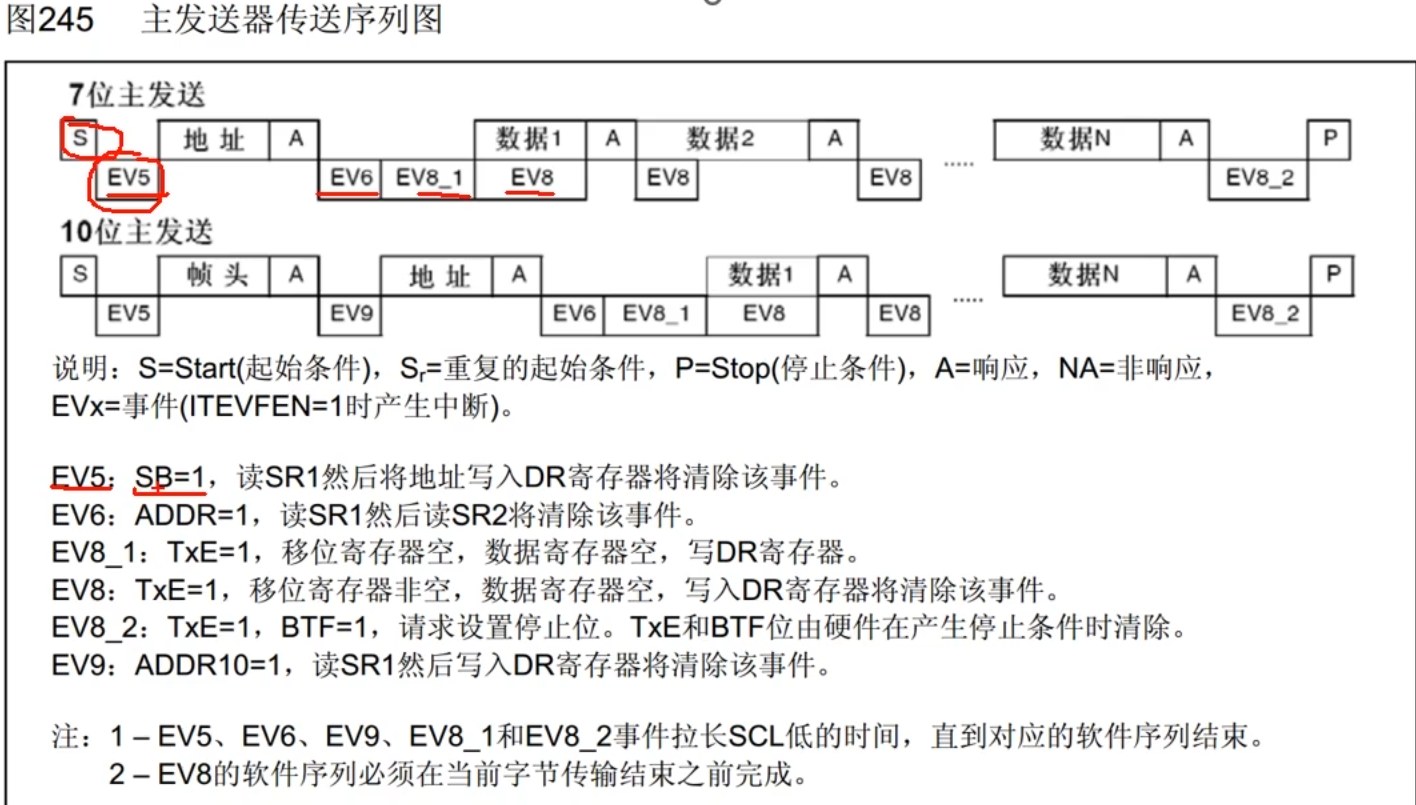 图245 主发送器传送序列图
7位主发送
S 地址 A 数据1 A 数据2 A ..... 数据N A P
EV5 EV6 EV8_1 EV8 EV8 EV8 EV8_2
10位主发送
S 帧头 A 地址 A 数据1 A ..... 数据N A P
EV5 EV9 EV6 EV8_1 EV8 EV8 EV8_2
说明：S=Start(起始条件)，Sr=重复的起始条件，P=Stop(停止条件)，A=响应，NA=非响应，
EVx=事件(ITEVFEN=1时产生中断)。
EV5：SB=1，读SR1然后将地址写入DR寄存器将清除该事件。
EV6：ADDR=1，读SR1然后读SR2将清除该事件。
EV8_1：TxE=1，移位寄存器空，数据寄存器空，写DR寄存器。
EV8：TxE=1，移位寄存器非空，数据寄存器空，写入DR寄存器将清除该事件。
EV8_2：TxE=1，BTF=1，请求设置停止位。TxE和BTF位由硬件在产生停止条件时清除。
EV9：ADDR10=1，读SR1然后写入DR寄存器将清除该事件。
注：1 – EV5、EV6、EV9、EV8_1和EV8_2事件拉长SCL低的时间，直到对应的软件序列结束。
2 – EV8的软件序列必须在当前字节传输结束之前完成。